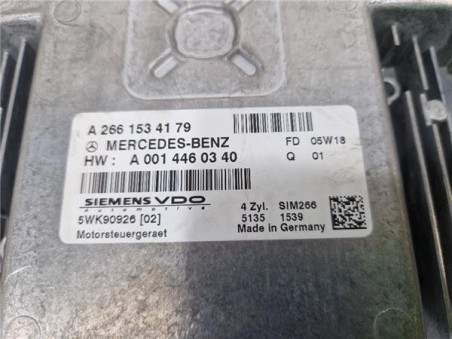 A 266 153 41 79
MERCEDES-BENZ FD 05W18
HW: A 001 446 03 40 Q 01
SIEMENS VDO 4 Zyl. SIM266
Automotive
5WK90926 [02] 5135 1539
Motorsteuergeraet Made in Germany